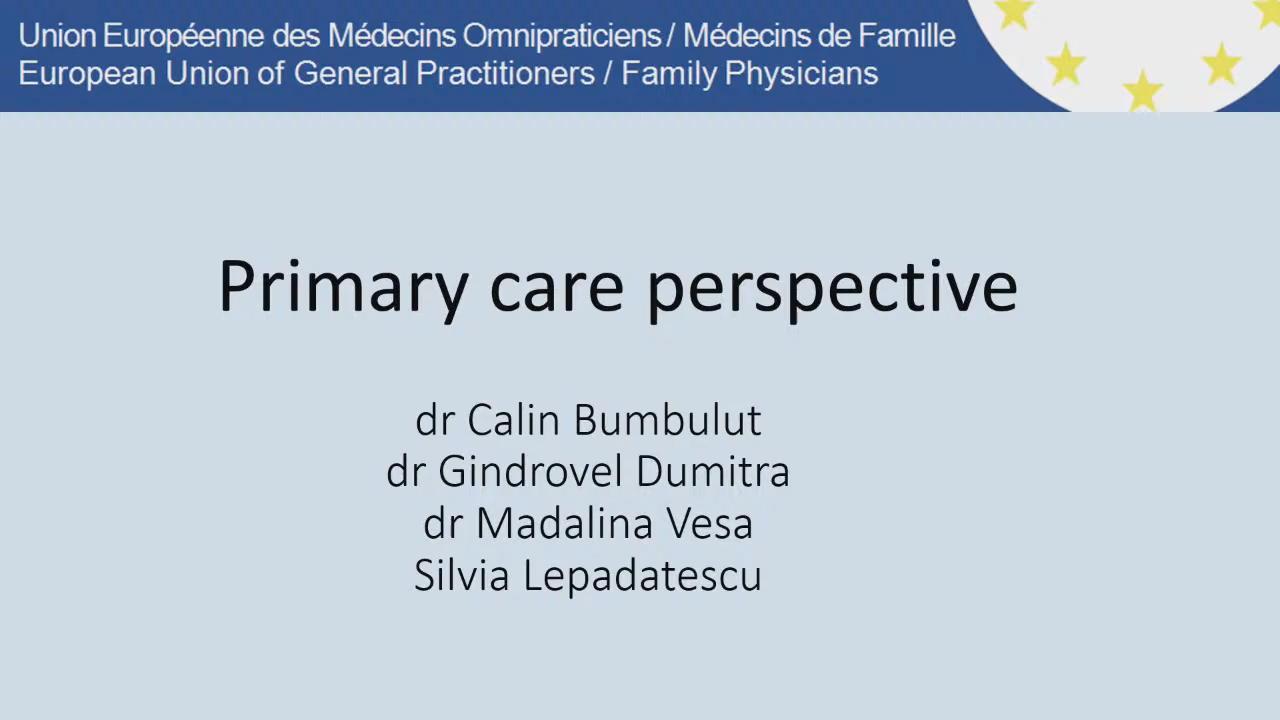 Union Européenne des Médecins Omnipraticiens / Médecins de Famille
European Union of General Practitioners / Family Physicians
Primary care perspective
dr Calin Bumbulut
dr Gindrovel Dumitra
dr Madalina Vesa
Silvia Lepadatescu